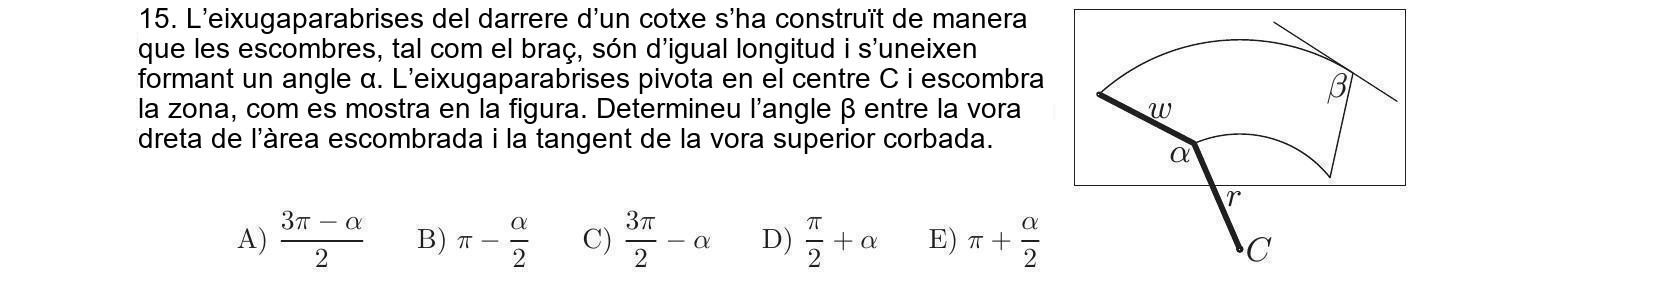 15. L’eixugaparabrises del darrere d’un cotxe s’ha construït de manera
que les escombres, tal com el braç, són d’igual longitud i s’uneixen
formant un angle α. L’eixugaparabrises pivota en el centre C i escombra
la zona, com es mostra en la figura. Determineu l’angle β entre la vora
dreta de l’àrea escombrada i la tangent de la vora superior corbada.
A) (3π − α)/2 B) π − α/2 C) 3π/2 − α D) π/2 + α E) π + α/2
β
w
α
r
C